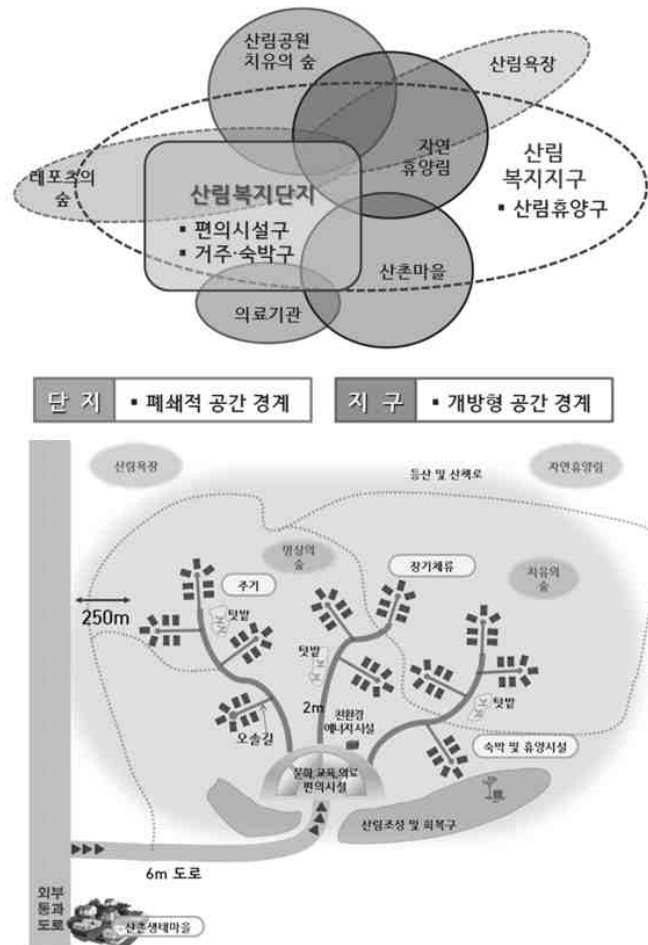 산림공원
치유의 숲
산림욕장
자연
휴양림
산림
복지지구
▪ 산림휴양구
레포츠의
숲
산림복지단지
▪ 편의시설구
▪ 거주·숙박구
산촌마을
의료기관
단 지
▪ 폐쇄적 공간 경계
지 구
▪ 개방형 공간 경계
산림욕장
등산 및 산책로
자연휴양림
명상의
숲
주기
장기체류
치유의
숲
250m
텃밭
텃밭
텃밭
2m
친환경
에너지 시설
오솔길
숙박 및 휴양시설
문화, 교육, 의료
편의시설
산림조성 및 회복구
6m 도로
외부
통과
도로
산촌생태마을